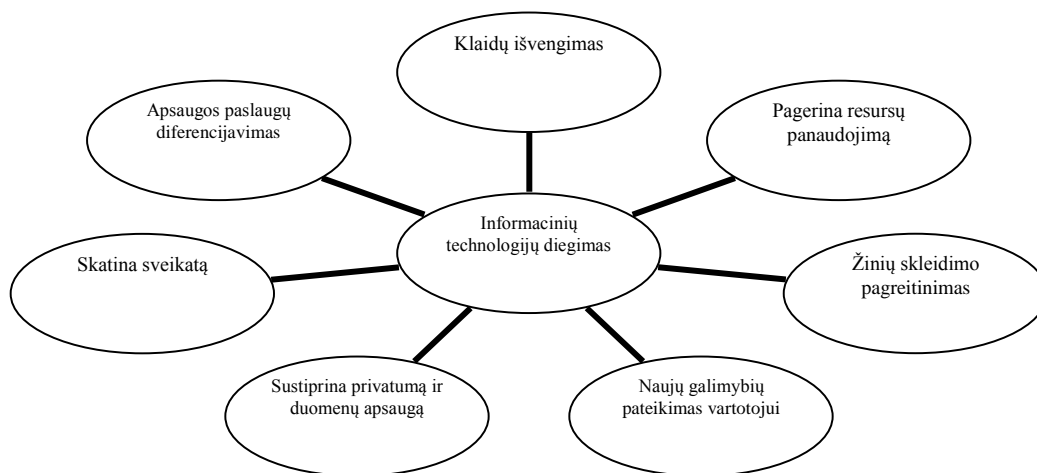 Klaidų išvengimas
Apsaugos paslaugų
diferencijavimas
Pagerina resursų
panaudojimą
Informacinių
technologijų diegimas
Skatina sveikatą
Žinių skleidimo
pagreitinimas
Sustiprina privatumą ir
duomenų apsaugą
Naujų galimybių
pateikimas vartotojui